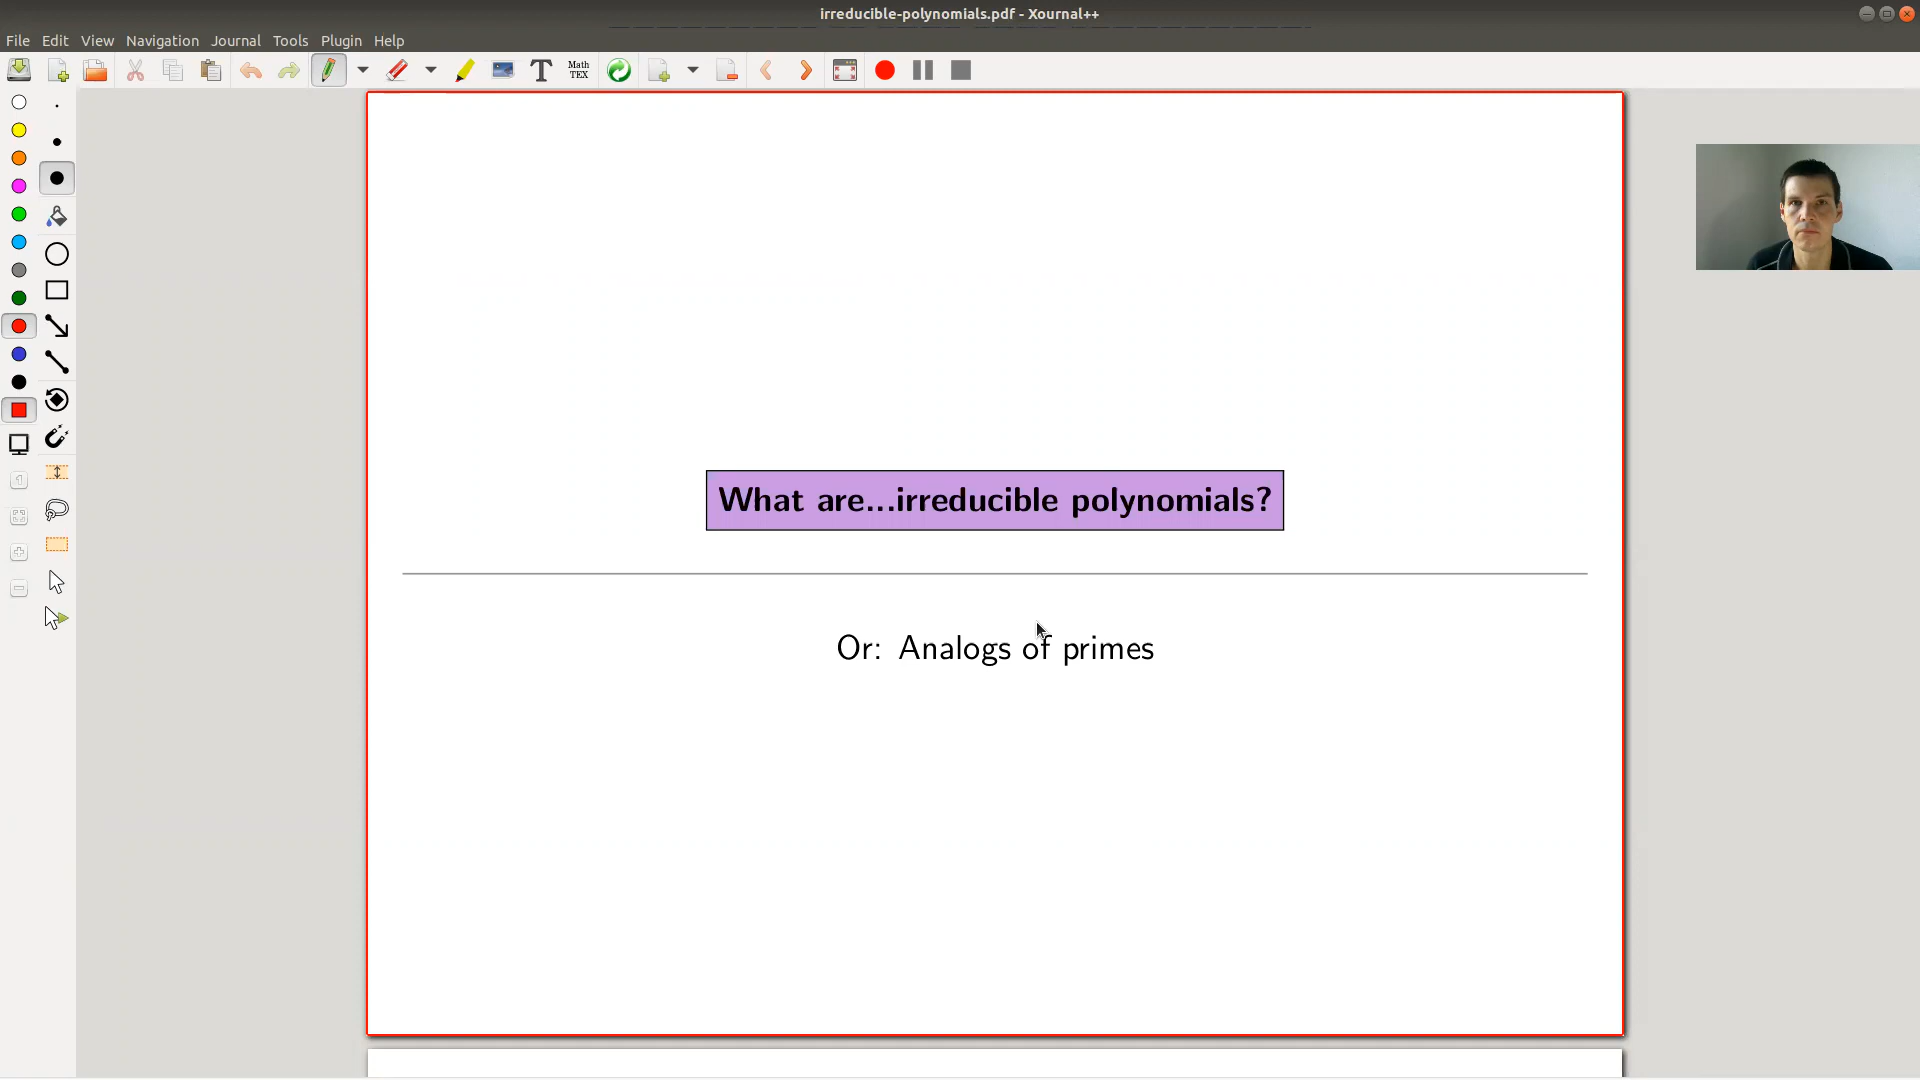 irreducible-polynomials.pdf - Xournal++
File Edit View Navigation Journal Tools Plugin Help
Math
TEX
What are...irreducible polynomials?
Or: Analogs of primes